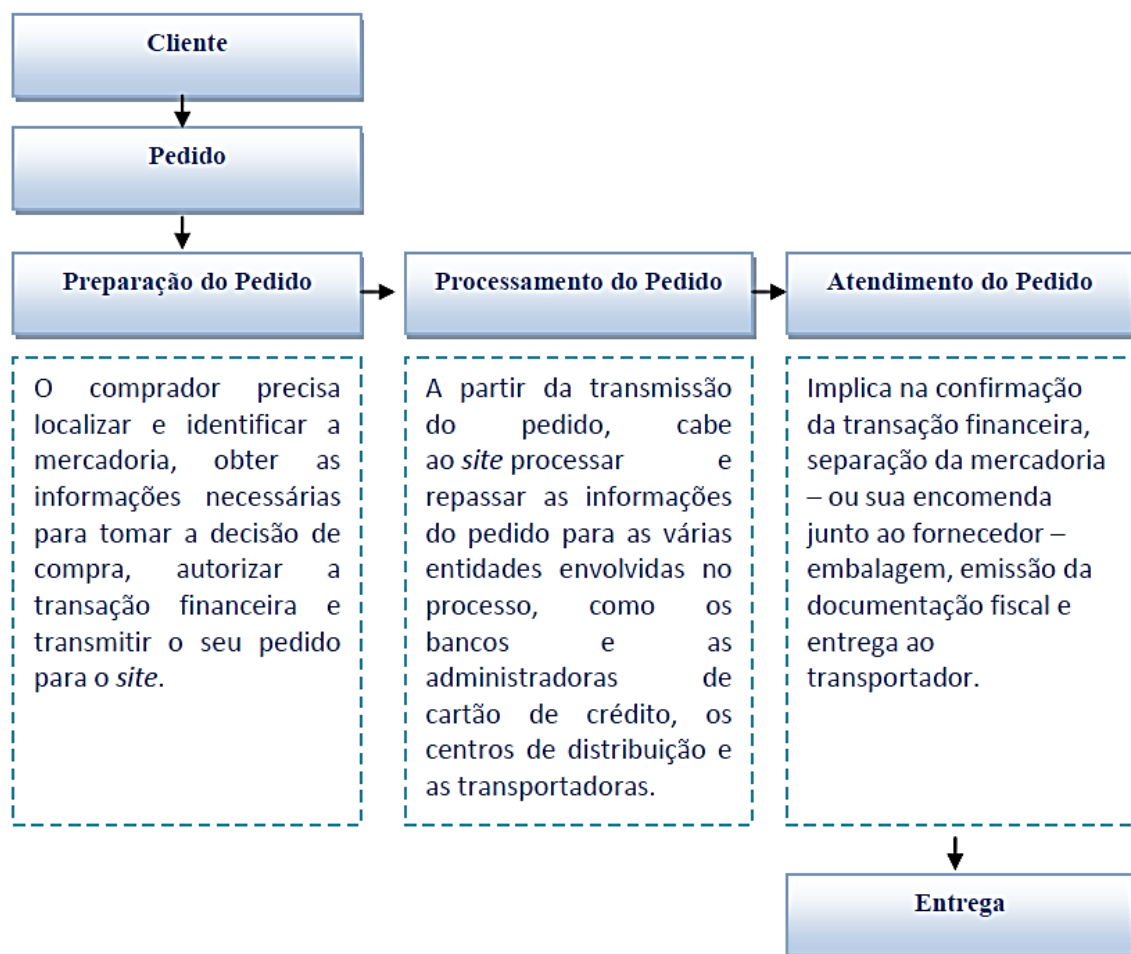 Cliente
Pedido
Preparação do Pedido
Processamento do Pedido
Atendimento do Pedido
O comprador precisa
localizar e identificar a
mercadoria, obter as
informações necessárias
para tomar a decisão de
compra, autorizar a
transação financeira e
transmitir o seu pedido
para o site.
A partir da transmissão
do pedido, cabe
ao site processar e
repassar as informações
do pedido para as várias
entidades envolvidas no
processo, como os
bancos e as
administradoras de
cartão de crédito, os
centros de distribuição e
as transportadoras.
Implica na confirmação
da transação financeira,
separação da mercadoria
– ou sua encomenda
junto ao fornecedor –
embalagem, emissão da
documentação fiscal e
entrega ao
transportador.
Entrega